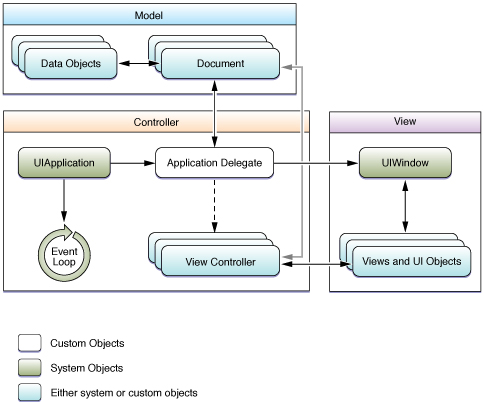 Model
Data Objects
Document
Controller
View
UIApplication
Application Delegate
UIWindow
Event
Loop
View Controller
Views and UI Objects
Custom Objects
System Objects
Either system or custom objects